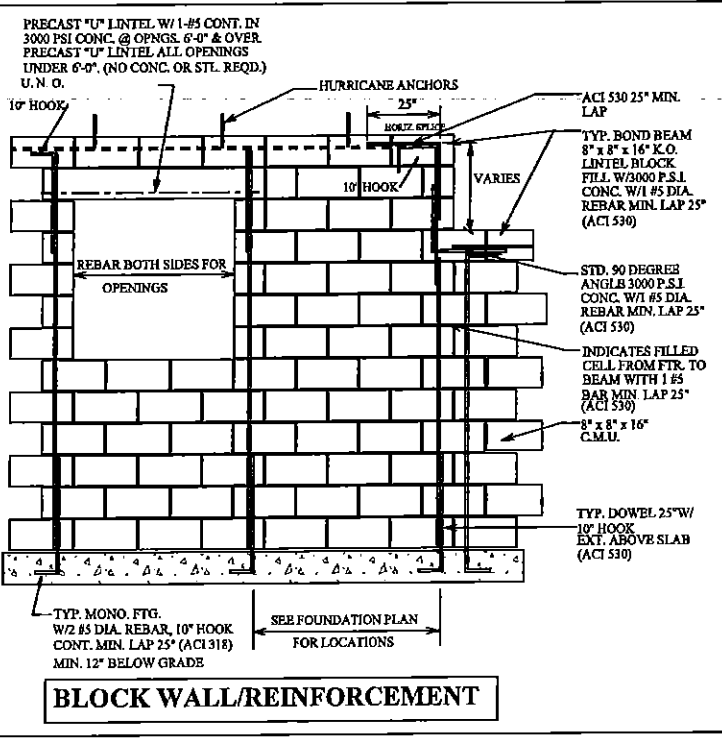 PRECAST "U" LINTEL W/ 1-#5 CONT. IN
3000 PSI CONC. @ OPNGS. 6'-0" & OVER
PRECAST "U" LINTEL ALL OPENINGS
UNDER 6'-0". (NO CONC. OR STL. REQD.)
U. N. O.
10" HOOK
HURRICANE ANCHORS
25"
HORIZ. SPLICE
10" HOOK
VARIES
ACI 530 25" MIN.
LAP
TYP. BOND BEAM
8" x 8" x 16" K.O.
LINTEL BLOCK
FILL W/3000 P.S.I.
CONC. W/1 #5 DIA.
REBAR MIN. LAP 25"
(ACI 530)
REBAR BOTH SIDES FOR
OPENINGS
STD. 90 DEGREE
ANGLE 3000 P.S.I.
CONC. W/1 #5 DIA.
REBAR MIN. LAP 25"
(ACI 530)
INDICATES FILLED
CELL FROM FTR. TO
BEAM WITH 1 #5
BAR MIN. LAP 25"
(ACI 530)
8" x 8" x 16"
C.M.U.
TYP. DOWEL 25"W/
10" HOOK
EXT. ABOVE SLAB
(ACI 530)
TYP. MONO. FTG.
W/2 #5 DIA. REBAR, 10" HOOK
CONT. MIN. LAP 25" (ACI 318)
MIN. 12" BELOW GRADE
SEE FOUNDATION PLAN
FOR LOCATIONS
BLOCK WALL/REINFORCEMENT